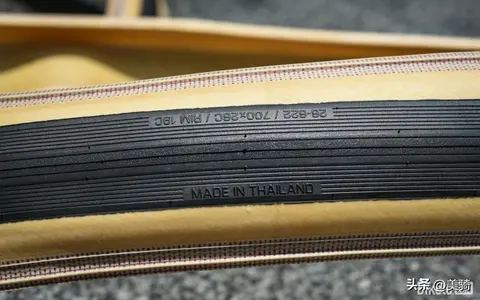 28-622 / 700x28C / RIM 19C
MADE IN THAILAND
头条 @美骑